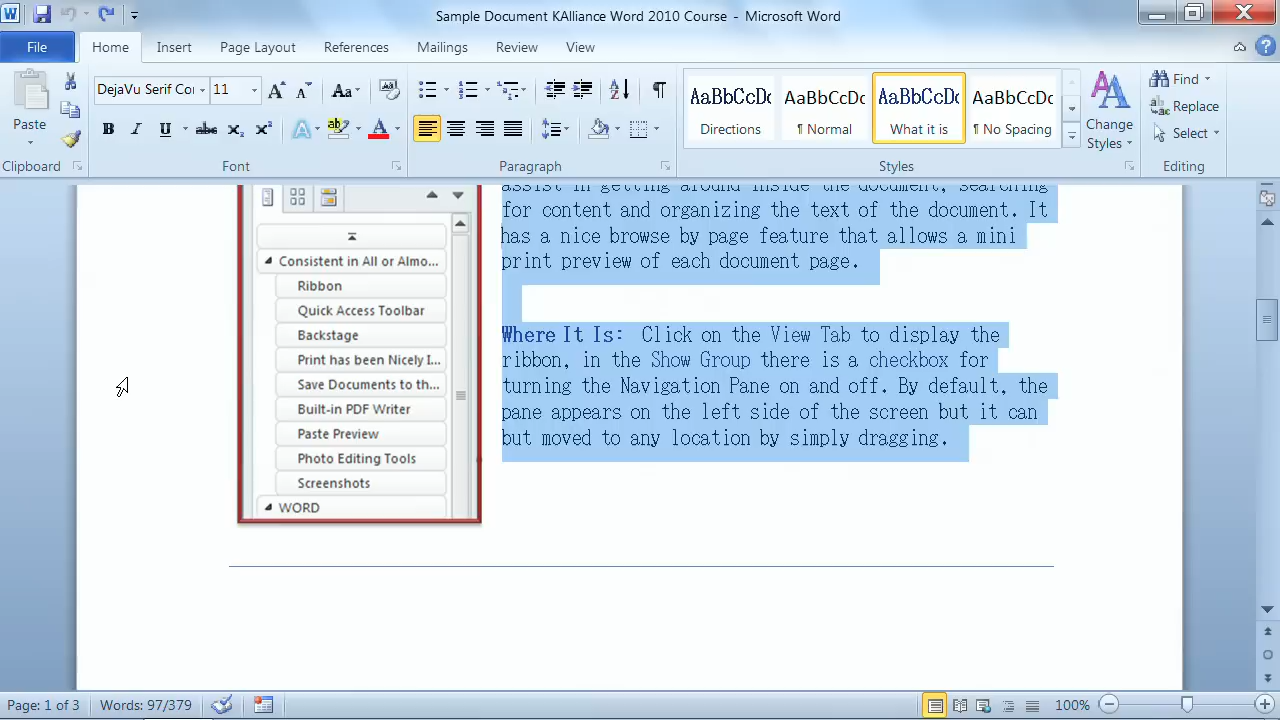 Sample Document KAlliance Word 2010 Course - Microsoft Word
File Home Insert Page Layout References Mailings Review View
Paste
Clipboard
DejaVu Serif Co
11
Font
Paragraph
AaBbCcDc AaBbCcDc AaBbCcDc AaBbCcDc
Directions ¶ Normal What it is ¶ No Spacing
Change
Styles
Styles
Find
Replace
Select
Editing
Consistent in All or Almo...
Ribbon
Quick Access Toolbar
Backstage
Print has been Nicely I...
Save Documents to th...
Built-in PDF Writer
Paste Preview
Photo Editing Tools
Screenshots
WORD
assist in getting around inside the document, searching
for content and organizing the text of the document. It
has a nice browse by page feature that allows a mini
print preview of each document page.
Where It Is: Click on the View Tab to display the
ribbon, in the Show Group there is a checkbox for
turning the Navigation Pane on and off. By default, the
pane appears on the left side of the screen but it can
but moved to any location by simply dragging.
Page: 1 of 3 Words: 97/379 100%